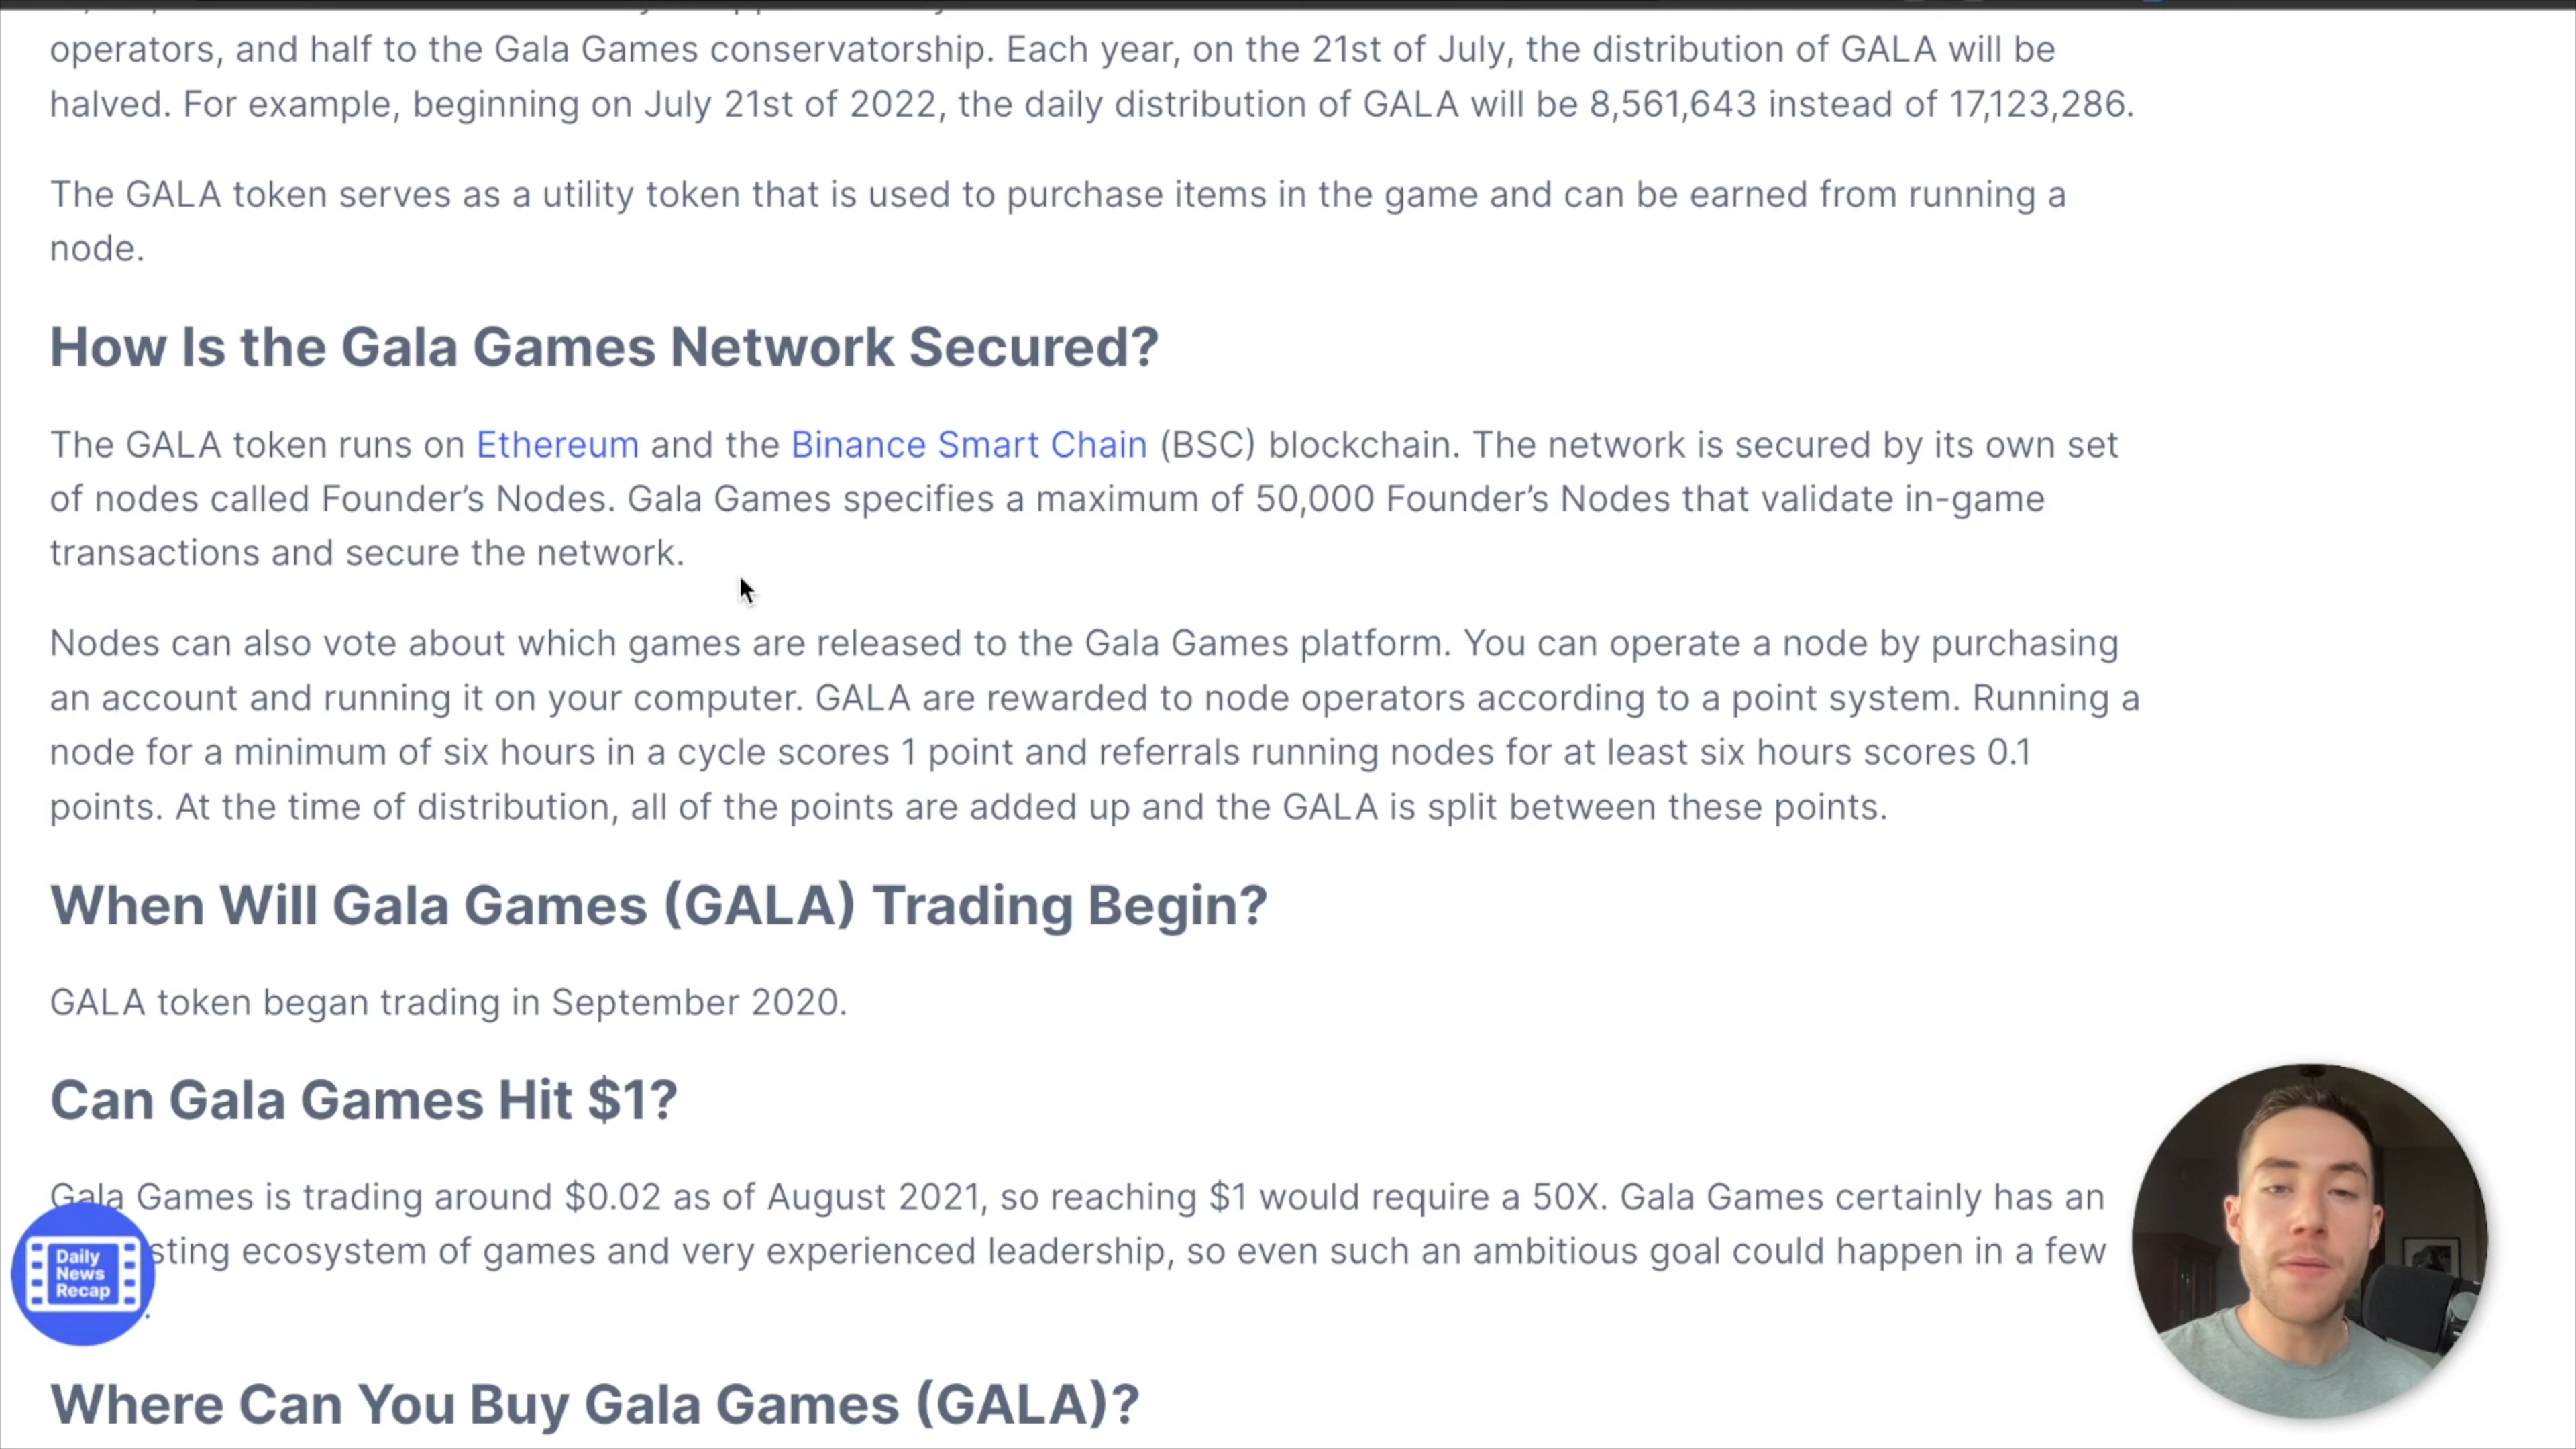 operators, and half to the Gala Games conservatorship. Each year, on the 21st of July, the distribution of GALA will be
halved. For example, beginning on July 21st of 2022, the daily distribution of GALA will be 8,561,643 instead of 17,123,286.
The GALA token serves as a utility token that is used to purchase items in the game and can be earned from running a
node.
How Is the Gala Games Network Secured?
The GALA token runs on Ethereum and the Binance Smart Chain (BSC) blockchain. The network is secured by its own set
of nodes called Founder’s Nodes. Gala Games specifies a maximum of 50,000 Founder’s Nodes that validate in-game
transactions and secure the network.
Nodes can also vote about which games are released to the Gala Games platform. You can operate a node by purchasing
an account and running it on your computer. GALA are rewarded to node operators according to a point system. Running a
node for a minimum of six hours in a cycle scores 1 point and referrals running nodes for at least six hours scores 0.1
points. At the time of distribution, all of the points are added up and the GALA is split between these points.
When Will Gala Games (GALA) Trading Begin?
GALA token began trading in September 2020.
Can Gala Games Hit $1?
Gala Games is trading around $0.02 as of August 2021, so reaching $1 would require a 50X. Gala Games certainly has an
sting ecosystem of games and very experienced leadership, so even such an ambitious goal could happen in a few
Daily
News
Recap
Where Can You Buy Gala Games (GALA)?